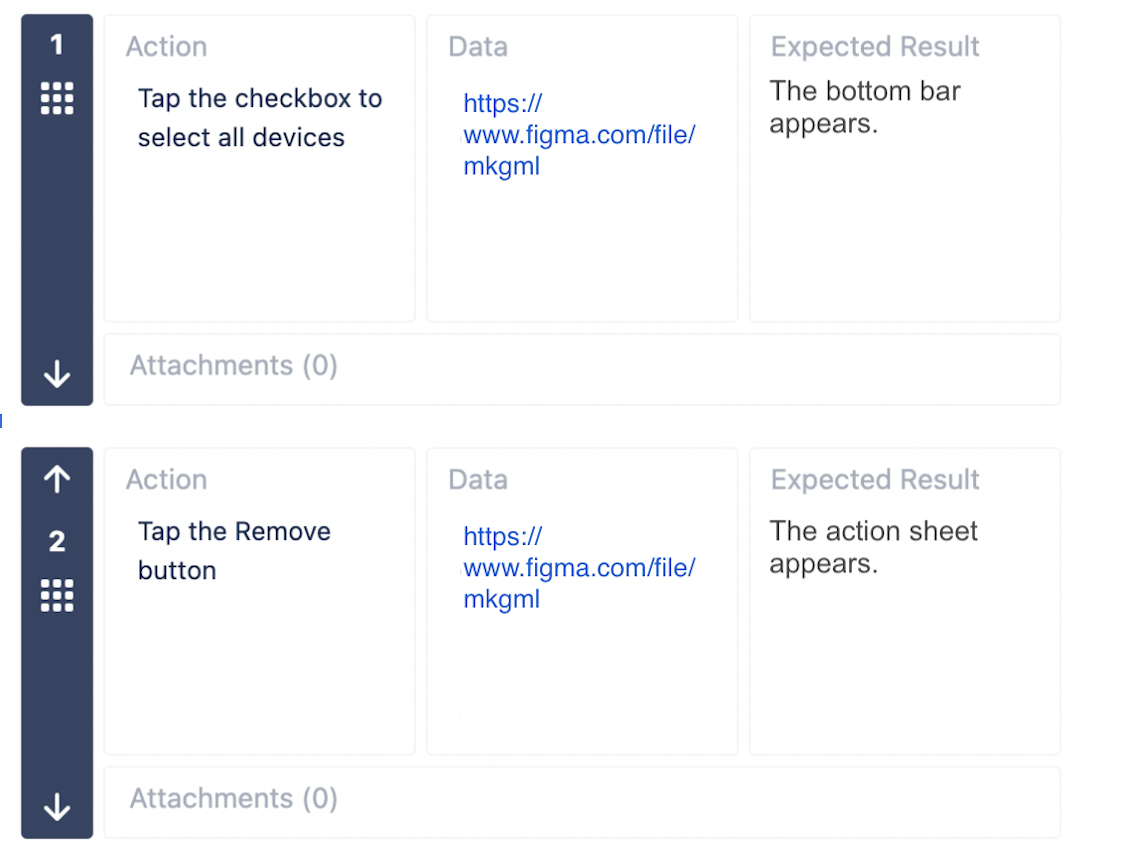 1
Action
Tap the checkbox to
select all devices
Data
https://
www.figma.com/file/
mkgml
Expected Result
The bottom bar
appears.
Attachments (0)
2
Action
Tap the Remove
button
Data
https://
www.figma.com/file/
mkgml
Expected Result
The action sheet
appears.
Attachments (0)